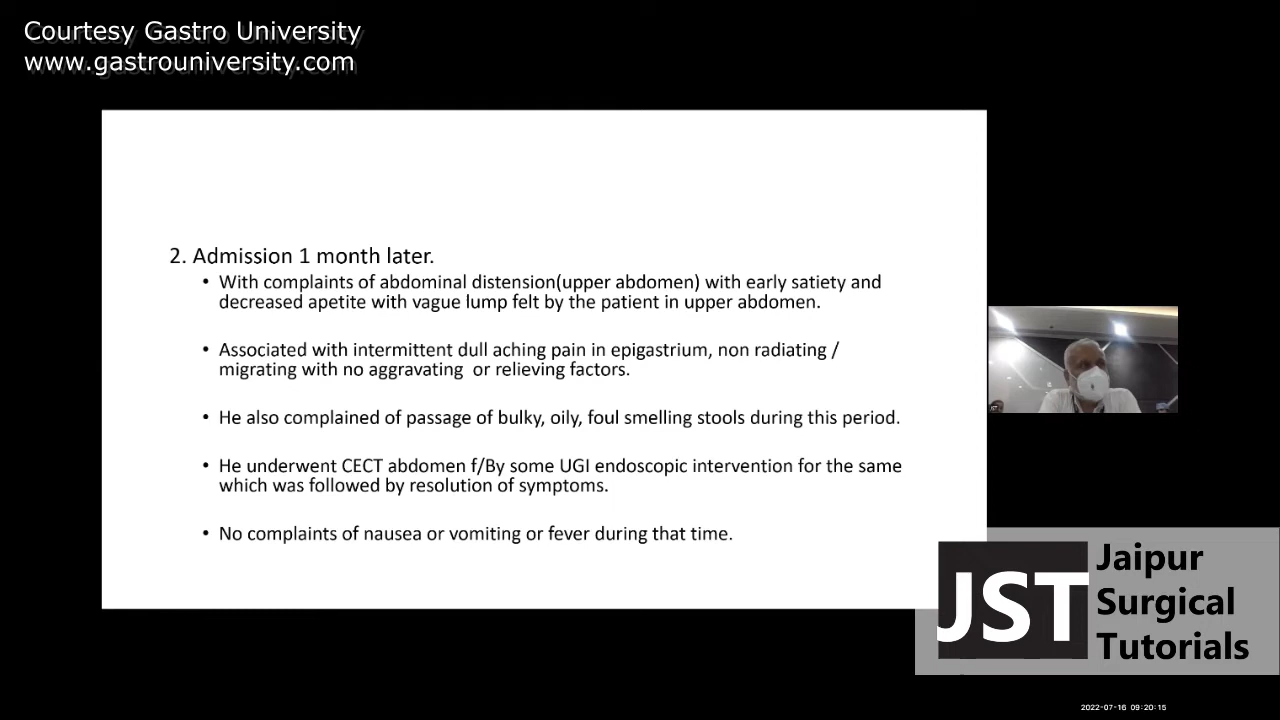 Courtesy Gastro University
www.gastrouniversity.com
2. Admission 1 month later.
• With complaints of abdominal distension(upper abdomen) with early satiety and
decreased apetite with vague lump felt by the patient in upper abdomen.
• Associated with intermittent dull aching pain in epigastrium, non radiating /
migrating with no aggravating or relieving factors.
• He also complained of passage of bulky, oily, foul smelling stools during this period.
• He underwent CECT abdomen f/By some UGI endoscopic intervention for the same
which was followed by resolution of symptoms.
• No complaints of nausea or vomiting or fever during that time.
JST
Jaipur
Surgical
Tutorials
2022-07-16 09:20:15